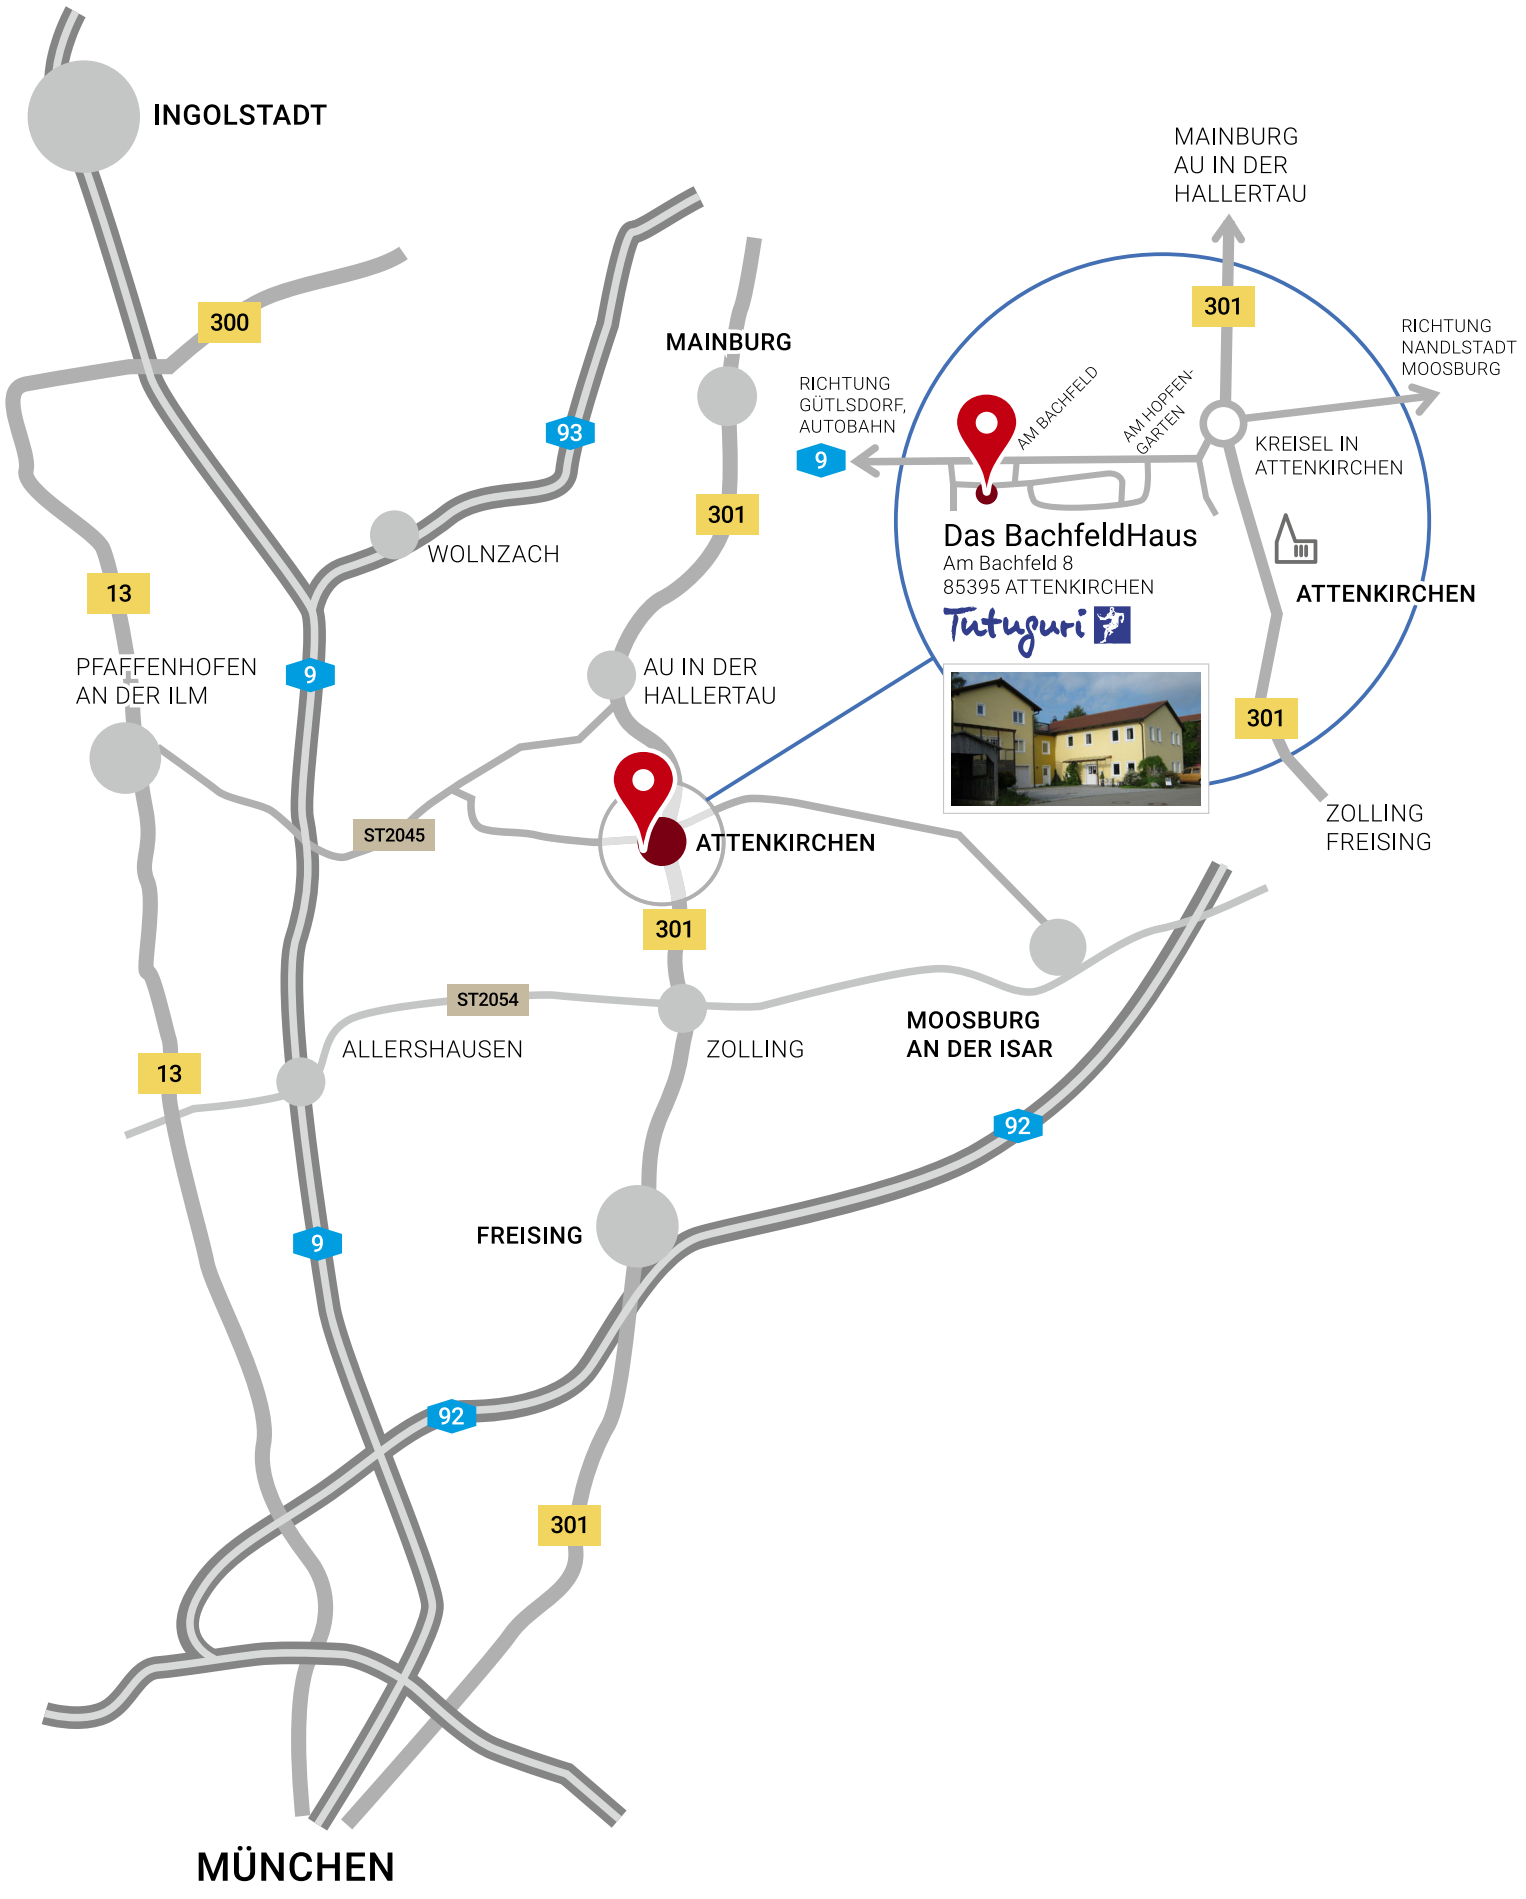 INGOLSTADT
MAINBURG
AU IN DER
HALLERTAU
301
300
RICHTUNG
NANDLSTADT
MOOSBURG
MAINBURG
RICHTUNG
GÜTLSDORF,
AUTOBAHN
9
AM BACHFELD
AM HOPFEN-
GARTEN
KREISEL IN
ATTENKIRCHEN
93
301
WOLNZACH
Das BachfeldHaus
Am Bachfeld 8
85395 ATTENKIRCHEN
Tutuguri
ATTENKIRCHEN
13
PFAFFENHOFEN
AN DER ILM
9
AU IN DER
HALLERTAU
301
ZOLLING
FREISING
ST2045
ATTENKIRCHEN
301
ST2054
ALLERSHAUSEN
ZOLLING
MOOSBURG
AN DER ISAR
13
92
9
FREISING
92
301
MÜNCHEN